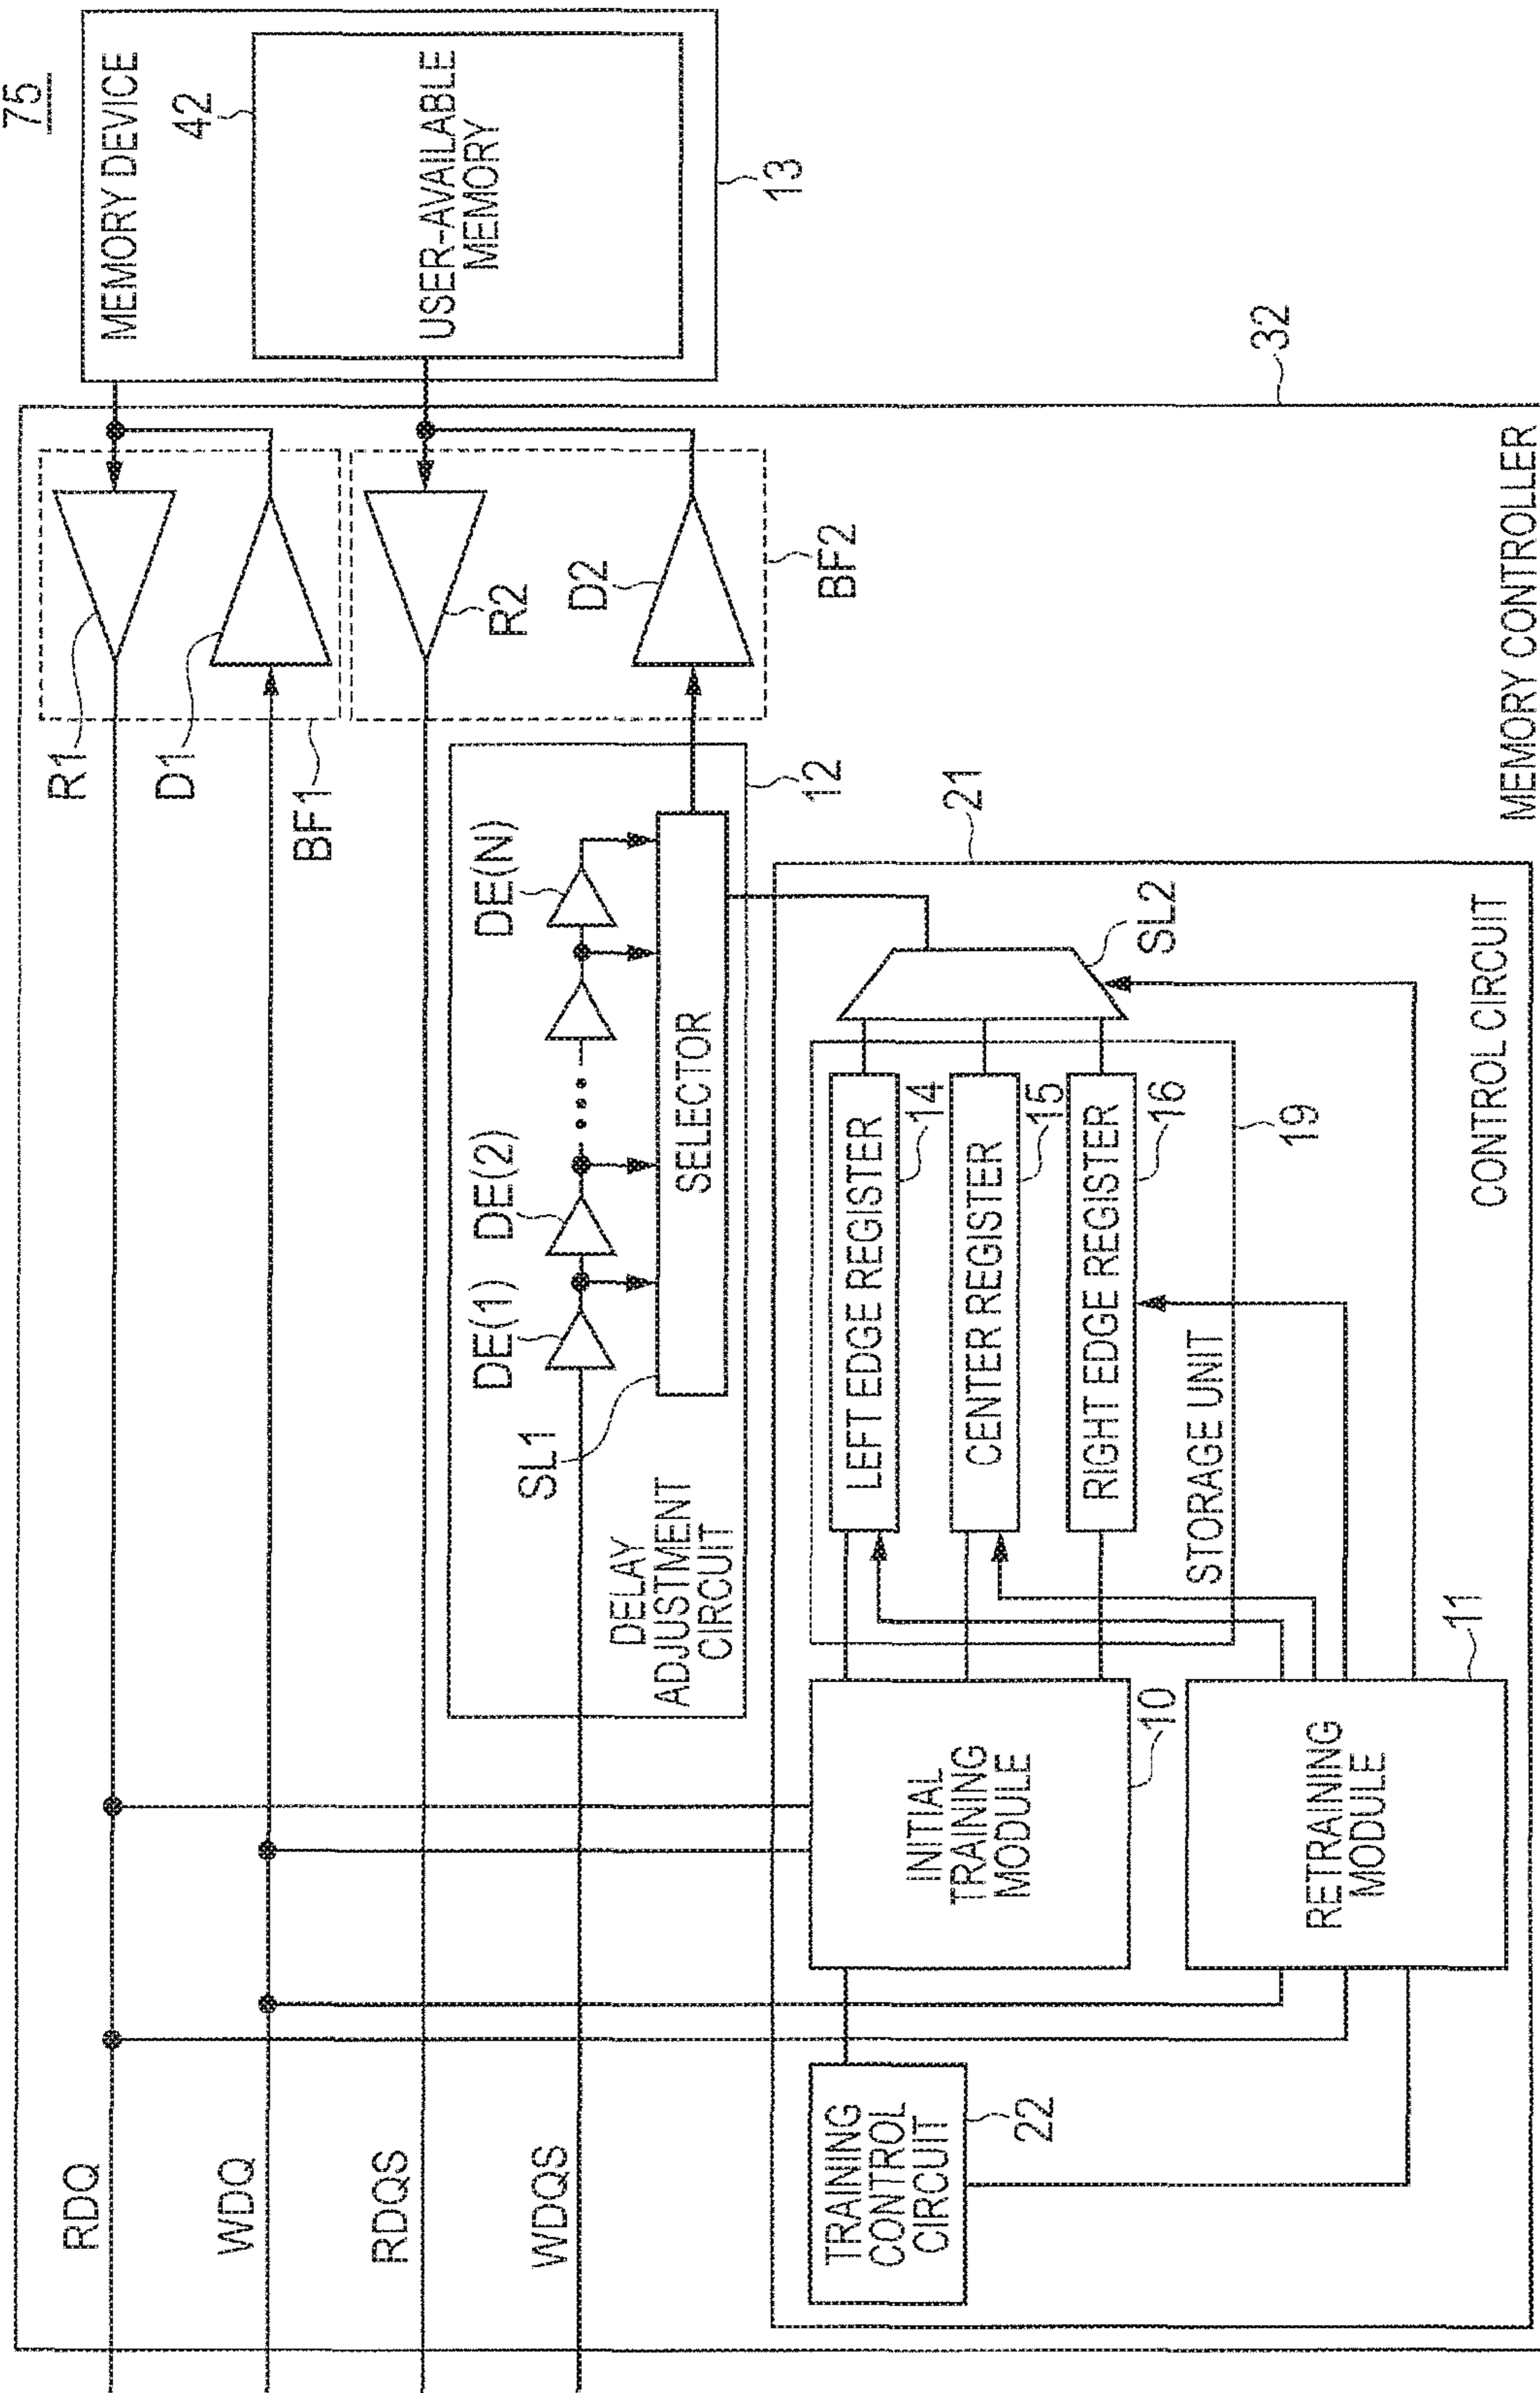 75
MEMORY DEVICE
42
USER-AVAILABLE
MEMORY
13
32
R1
D1
BF1
R2
D2
BF2
RDQ
WDQ
RDQS
WDQS
DE(1)
DE(2)
DE(N)
SL1
SELECTOR
12
DELAY
ADJUSTMENT
CIRCUIT
21
SL2
LEFT EDGE REGISTER
14
CENTER REGISTER
15
RIGHT EDGE REGISTER
16
STORAGE UNIT
19
INITIAL
TRAINING
MODULE
10
RETRAINING
MODULE
11
TRAINING
CONTROL
CIRCUIT
22
CONTROL CIRCUIT
MEMORY CONTROLLER